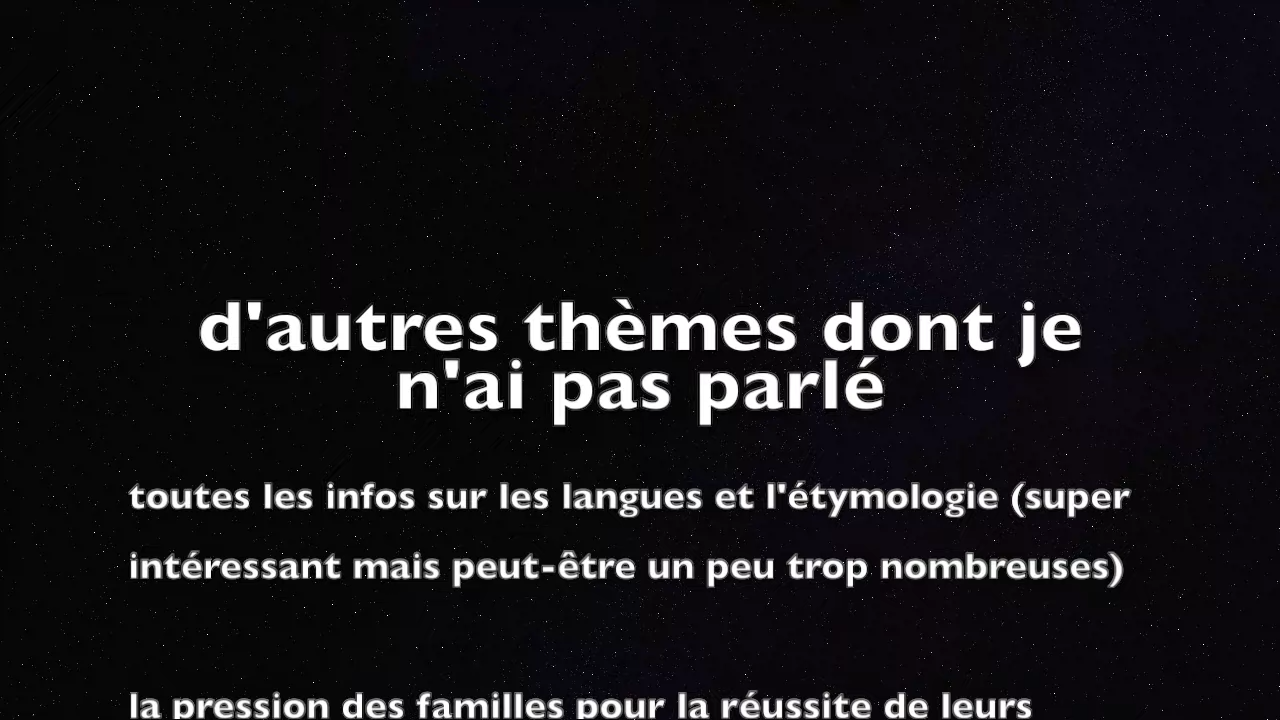 d'autres thèmes dont je
n'ai pas parlé
toutes les infos sur les langues et l'étymologie (super
intéressant mais peut-être un peu trop nombreuses)
la pression des familles pour la réussite de leurs